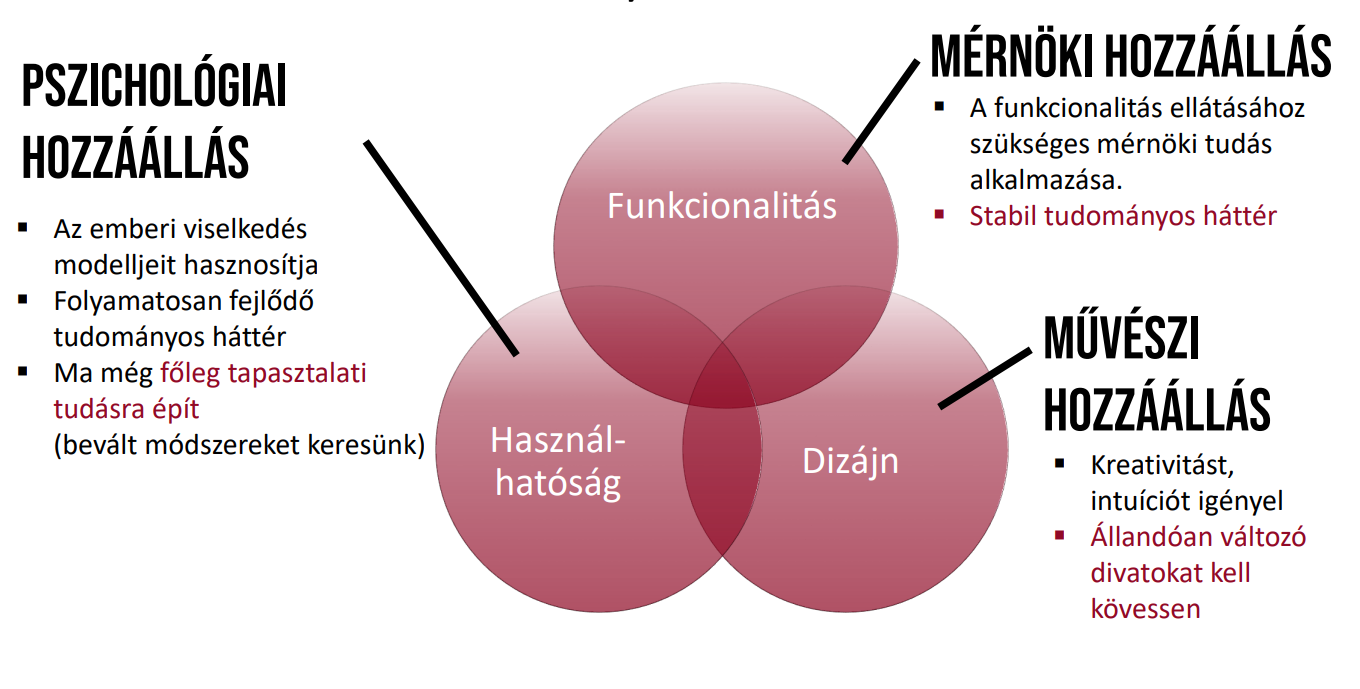 PSZICHOLÓGIAI
HOZZÁÁLLÁS
▪ Az emberi viselkedés
modelljeit hasznosítja
▪ Folyamatosan fejlődő
tudományos háttér
▪ Ma még főleg tapasztalati
tudásra épít
(bevált módszereket keresünk)
MÉRNÖKI HOZZÁÁLLÁS
▪ A funkcionalitás ellátásához
szükséges mérnöki tudás
alkalmazása.
▪ Stabil tudományos háttér
Funkcionalitás
Használ-
hatóság
Dizájn
MŰVÉSZI
HOZZÁÁLLÁS
▪ Kreativitást,
intuíciót igényel
▪ Állandóan változó
divatokat kell
kövessen